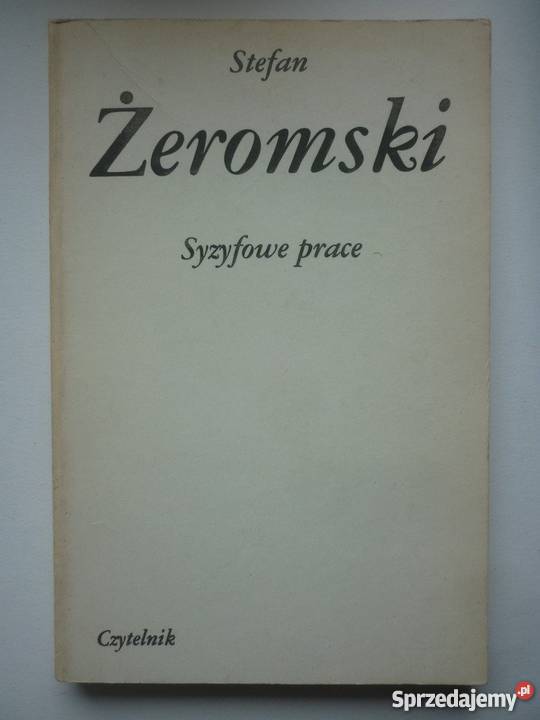 Stefan
Żeromski
Syzyfowe prace
Czytelnik
Sprzedajemy.pl